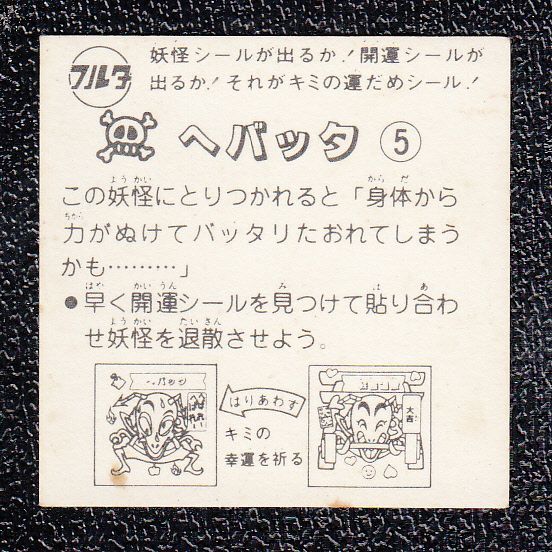 フルタ
妖怪シールが出るか!開運シールが
出るか!それがキミの運だめシール!
ヘバッタ ⑤
この妖怪にとりつかれると「身体から
力がぬけてバッタリたおれてしまう
かも………」
●早く開運シールを見つけて貼り合わ
せ妖怪を退散させよう。
ヘバッタ
はりあわす
キミの
幸運を祈る
大吉